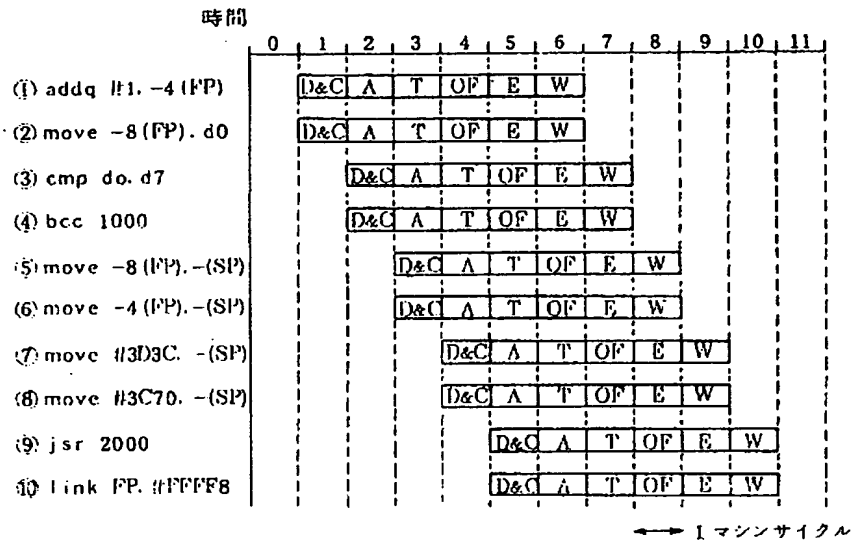 時間
0 1 2 3 4 5 6 7 8 9 10 11
(1) addq #1. -4(FP) D&C A T OF E W
(2) move -8(FP). d0 D&C A T OF E W
(3) cmp do. d7 D&C A T OF E W
(4) bcc 1000 D&C A T OF E W
(5) move -8(FP). -(SP) D&C A T OF E W
(6) move -4(FP). -(SP) D&C A T OF E W
(7) move #3D3C. -(SP) D&C A T OF E W
(8) move #3C70. -(SP) D&C A T OF E W
(9) jsr 2000 D&C A T OF E W
(10) link FP. #FFFF8 D&C A T OF E W
1 マシンサイクル